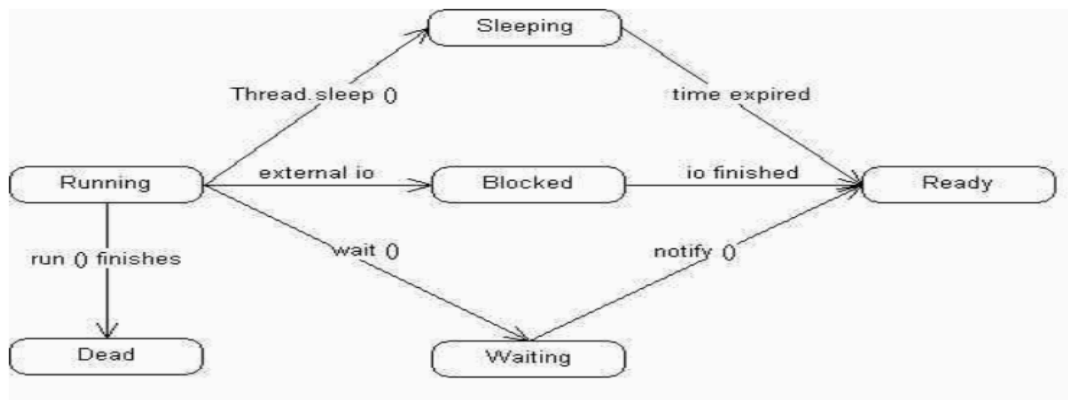 Sleeping
Thread.sleep ()
time expired
Running
external io
Blocked
io finished
Ready
run () finishes
wait ()
notify ()
Dead
Waiting